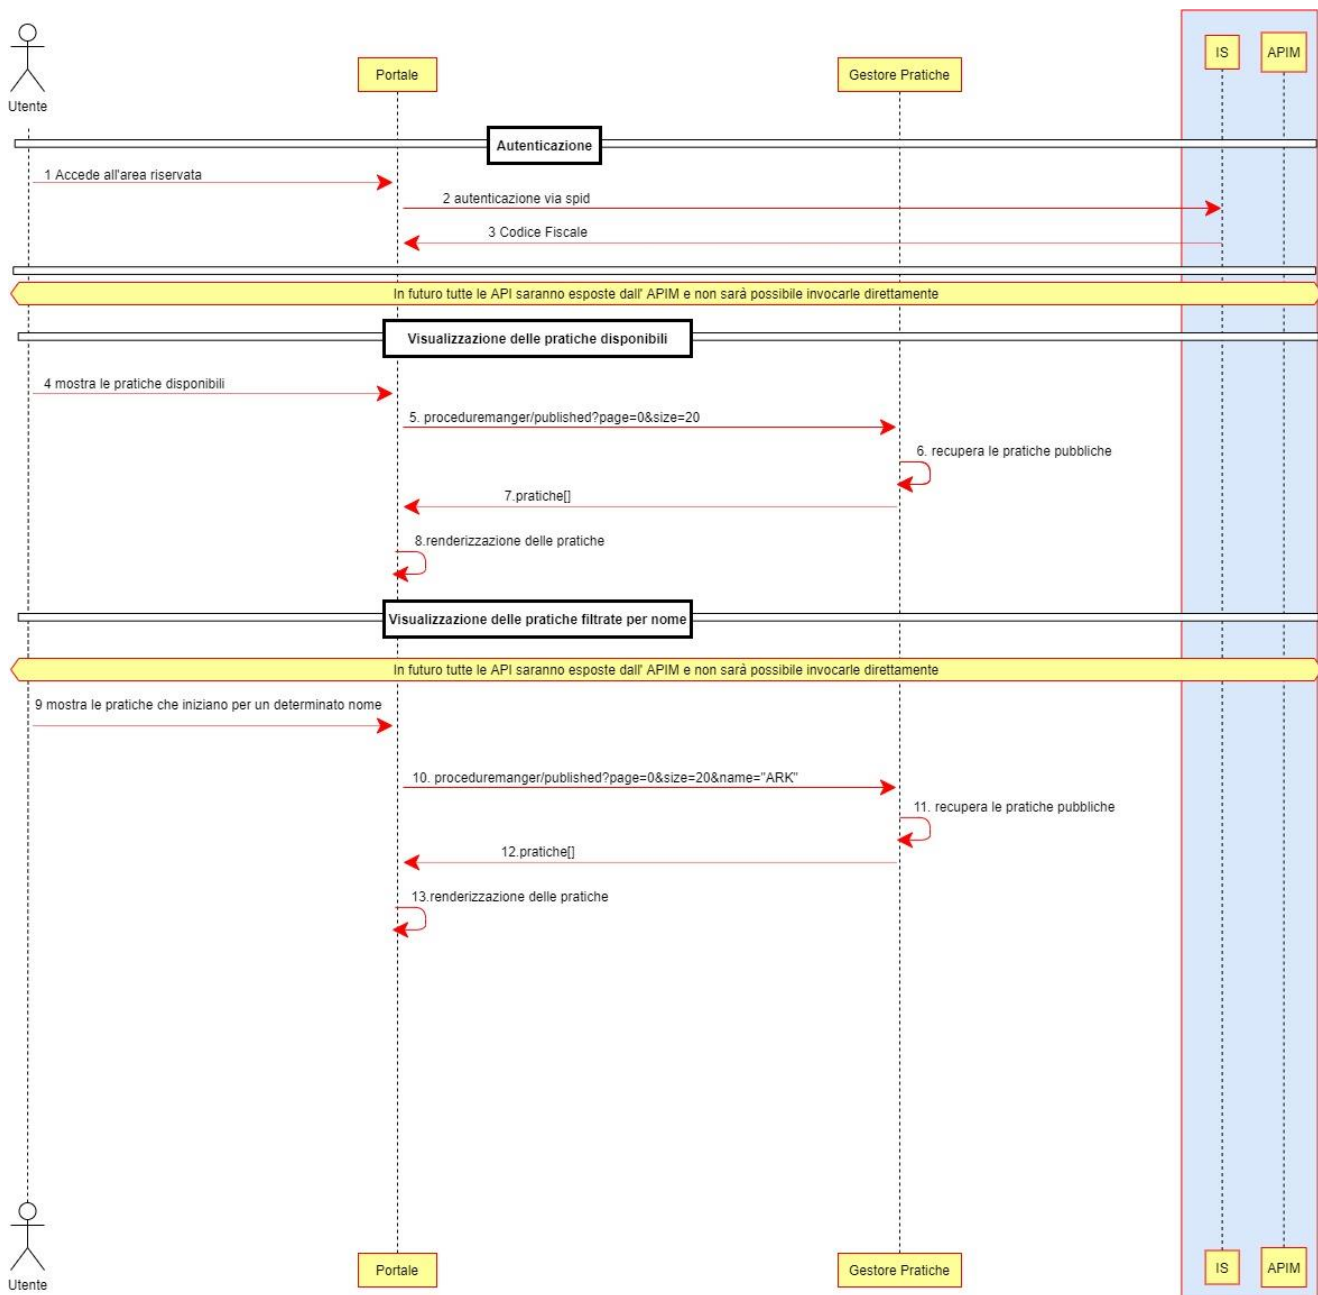 IS
APIM
Portale
Gestore Pratiche
Utente
Autenticazione
1 Accede all'area riservata
2 autenticazione via spid
3 Codice Fiscale
In futuro tutte le API saranno esposte dall' APIM e non sarà possibile invocarle direttamente
Visualizzazione delle pratiche disponibili
4 mostra le pratiche disponibili
5. proceduremanger/published?page=0&size=20
6. recupera le pratiche pubbliche
7.pratiche[]
8.renderizzazione delle pratiche
Visualizzazione delle pratiche filtrate per nome
In futuro tutte le API saranno esposte dall' APIM e non sarà possibile invocarle direttamente
9 mostra le pratiche che iniziano per un determinato nome
10. proceduremanger/published?page=0&size=20&name="ARK"
11. recupera le pratiche pubbliche
12.pratiche[]
13.renderizzazione delle pratiche
Utente
Portale
Gestore Pratiche
IS
APIM